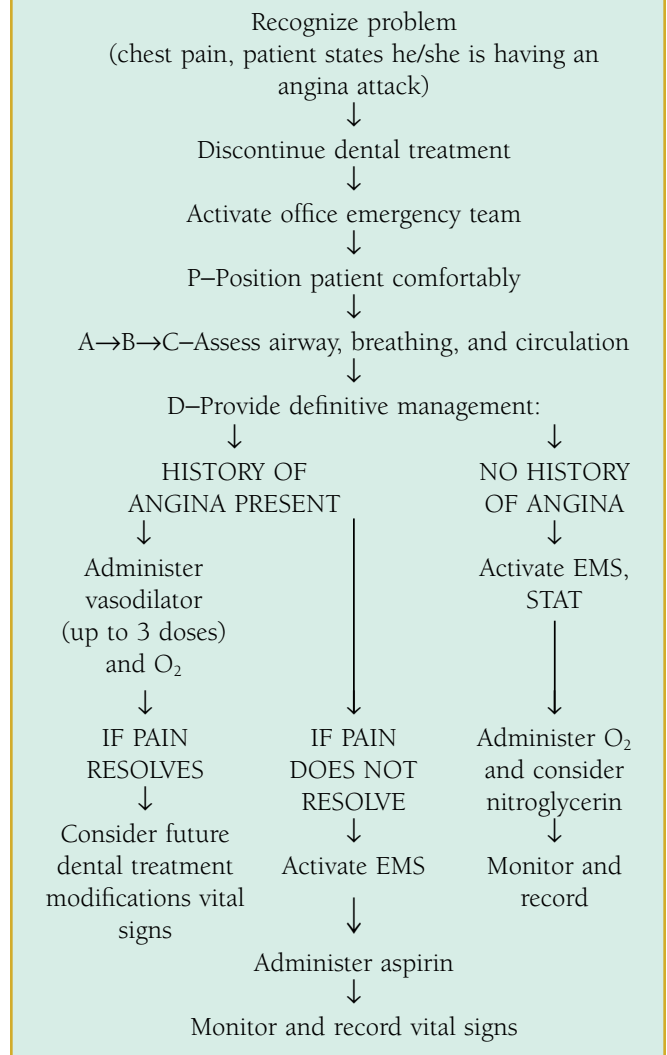 Recognize problem
(chest pain, patient states he/she is having an
angina attack)
↓
Discontinue dental treatment
↓
Activate office emergency team
↓
P–Position patient comfortably
↓
A→B→C–Assess airway, breathing, and circulation
↓
D–Provide definitive management:
↓
HISTORY OF
ANGINA PRESENT
↓
Administer
vasodilator
(up to 3 doses)
and O₂
↓
IF PAIN
RESOLVES
↓
Consider future
dental treatment
modifications vital
signs
↓
IF PAIN
DOES NOT
RESOLVE
↓
Activate EMS
↓
Administer aspirin
↓
Monitor and record vital signs
↓
NO HISTORY
OF ANGINA
↓
Activate EMS,
STAT
↓
Administer O₂
and consider
nitroglycerin
↓
Monitor and
record